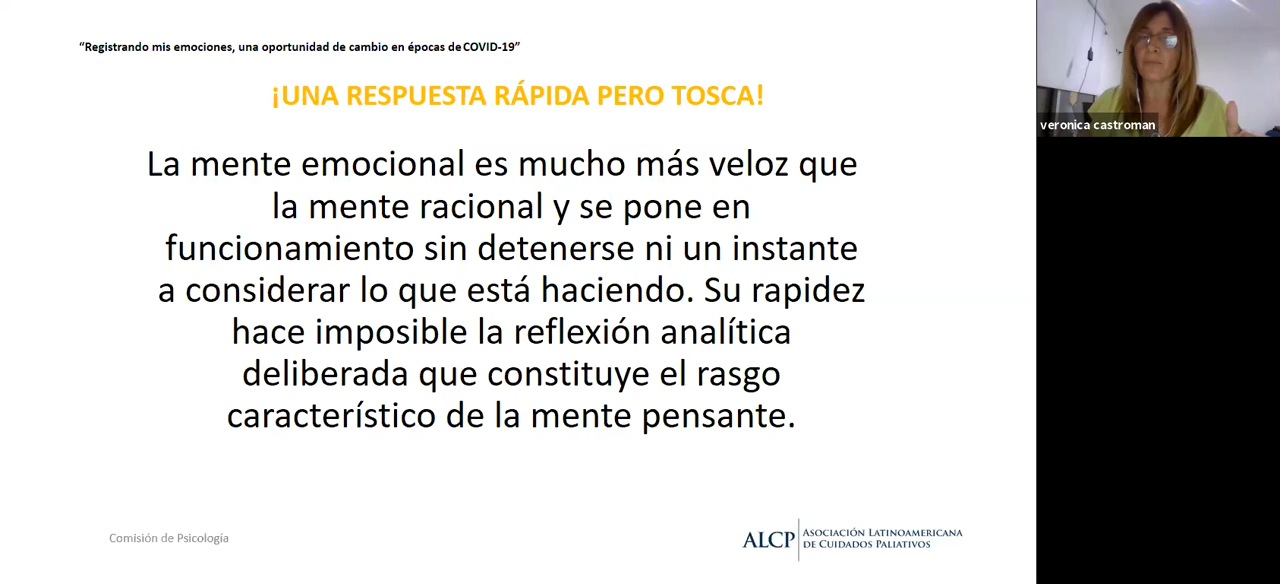 “Registrando mis emociones, una oportunidad de cambio en épocas de COVID-19”
¡UNA RESPUESTA RÁPIDA PERO TOSCA!
La mente emocional es mucho más veloz que
la mente racional y se pone en
funcionamiento sin detenerse ni un instante
a considerar lo que está haciendo. Su rapidez
hace imposible la reflexión analítica
deliberada que constituye el rasgo
característico de la mente pensante.
Comisión de Psicología
ALCP
ASOCIACIÓN LATINOAMERICANA
DE CUIDADOS PALIATIVOS
veronica castroman